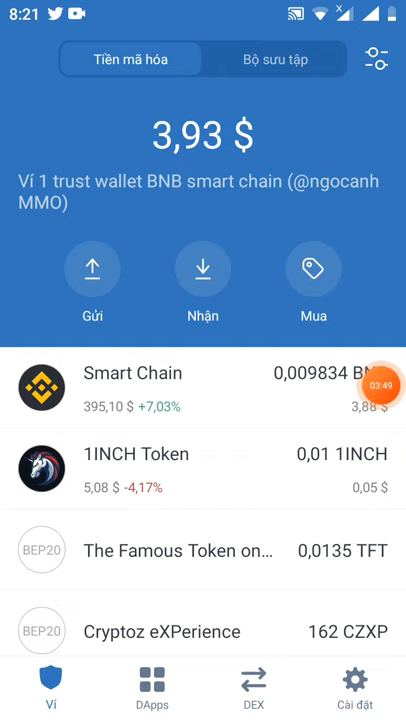 8:21
Tiền mã hóa
Bộ sưu tập
3,93 $
Ví 1 trust wallet BNB smart chain (@ngocanh
MMO)
Gửi
Nhận
Mua
Smart Chain
0,009834
03:49
395,10 $ +7,03%
3,88 $
1INCH Token
0,01 1INCH
5,08 $ -4,17%
0,05 $
BEP20
The Famous Token on...
0,0135 TFT
BEP20
Cryptoz eXPerience
162 CZXP
Ví
DApps
DEX
Cài đặt